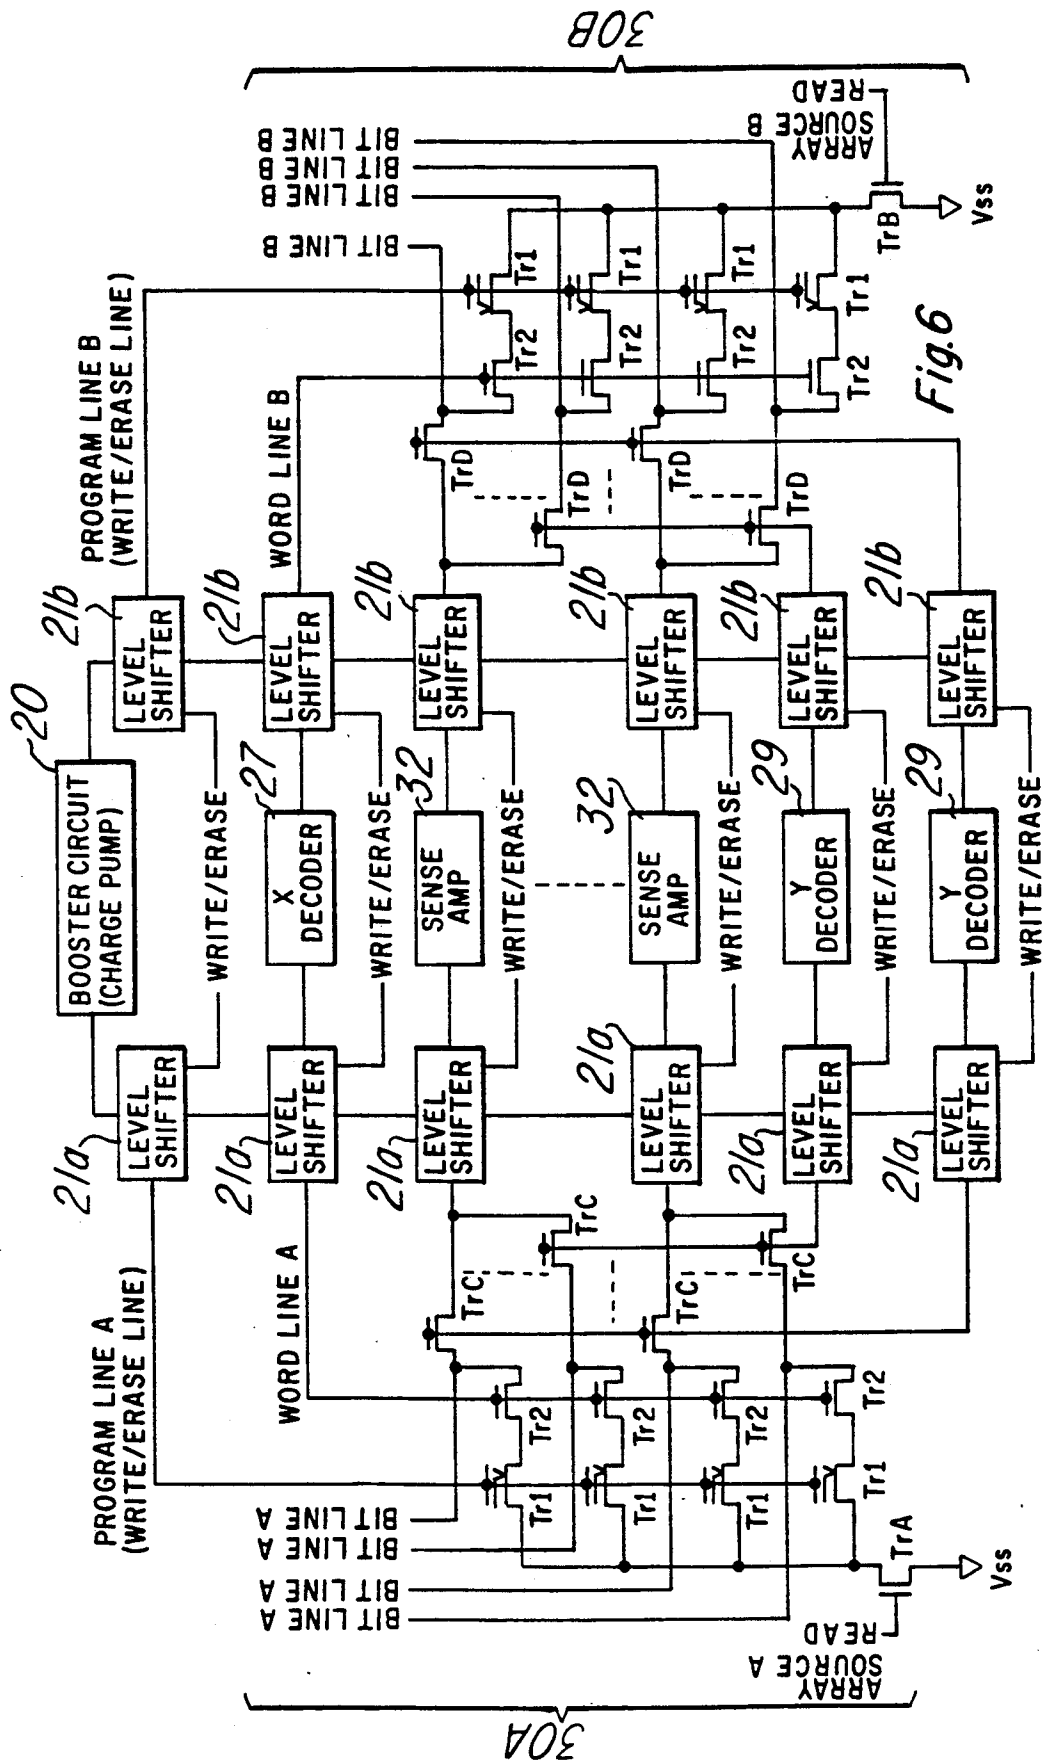 20
BOOSTER CIRCUIT
(CHARGE PUMP)
PROGRAM LINE A
(WRITE/ERASE LINE)
21a
LEVEL
SHIFTER
WRITE/ERASE
LEVEL
SHIFTER
21b
PROGRAM LINE B
(WRITE/ERASE LINE)
WORD LINE A
21a
LEVEL
SHIFTER
X
DECODER
27
WRITE/ERASE
LEVEL
SHIFTER
21b
WORD LINE B
BIT LINE A
BIT LINE A
BIT LINE A
BIT LINE A
21a
LEVEL
SHIFTER
SENSE
AMP
32
WRITE/ERASE
LEVEL
SHIFTER
21b
BIT LINE B
BIT LINE B
BIT LINE B
BIT LINE B
Tr1
Tr2
TrC
TrC
TrD
TrD
Tr2
Tr1
Tr1
Tr2
Tr2
Tr1
21a
LEVEL
SHIFTER
SENSE
AMP
32
WRITE/ERASE
LEVEL
SHIFTER
21b
Tr1
Tr2
TrC
TrC
TrD
TrD
Tr2
Tr1
21a
LEVEL
SHIFTER
Y
DECODER
29
WRITE/ERASE
LEVEL
SHIFTER
21b
Tr1
Tr2
Tr2
Tr1
21a
LEVEL
SHIFTER
Y
DECODER
29
WRITE/ERASE
LEVEL
SHIFTER
21b
ARRAY
SOURCE A
READ
TrA
Vss
ARRAY
SOURCE B
READ
TrB
Vss
30A
30B
Fig.6